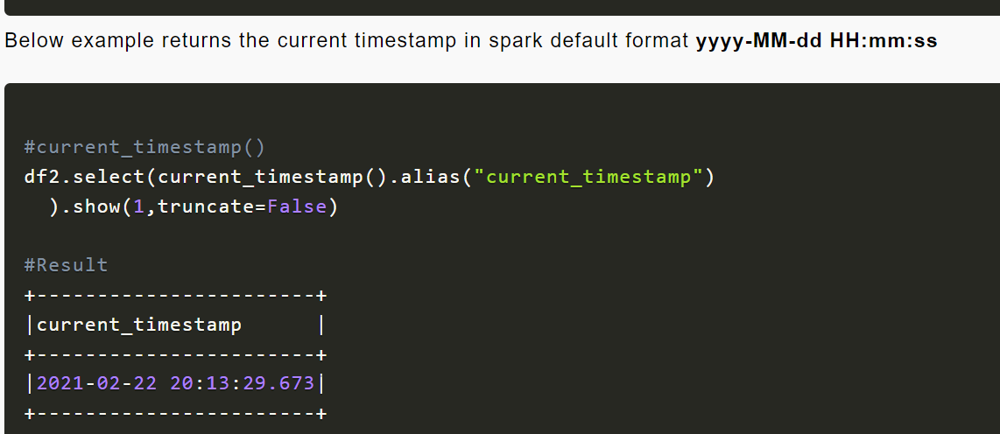 Below example returns the current timestamp in spark default format yyyy-MM-dd HH:mm:ss
#current_timestamp()
df2.select(current_timestamp().alias("current_timestamp")
  ).show(1,truncate=False)
#Result
+-----------------------+
|current_timestamp      |
+-----------------------+
|2021-02-22 20:13:29.673|
+-----------------------+